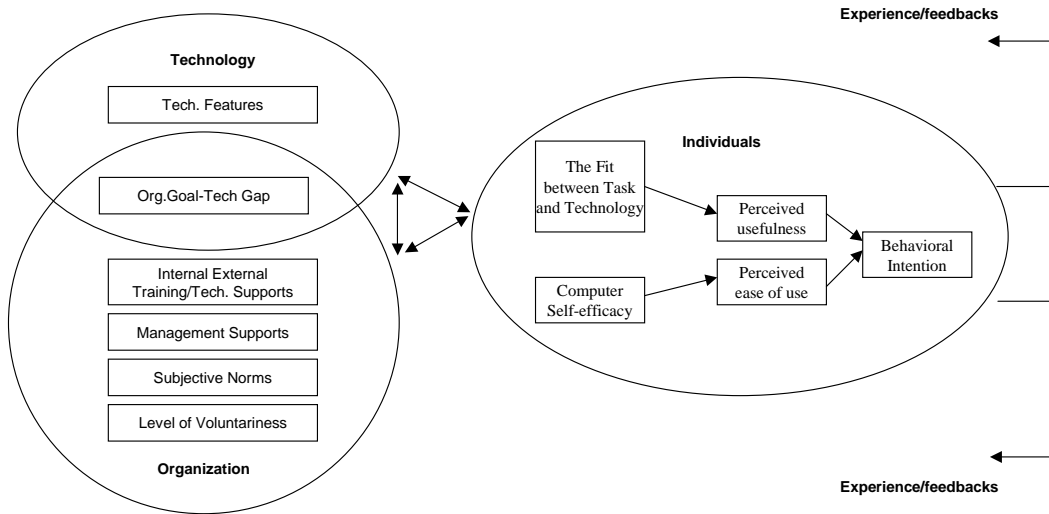 Experience/feedbacks
Technology
Tech. Features
Org.Goal-Tech Gap
Internal External
Training/Tech. Supports
Management Supports
Subjective Norms
Level of Voluntariness
Organization
Individuals
The Fit
between Task
and Technology
Perceived
usefulness
Behavioral
Intention
Computer
Self-efficacy
Perceived
ease of use
Experience/feedbacks